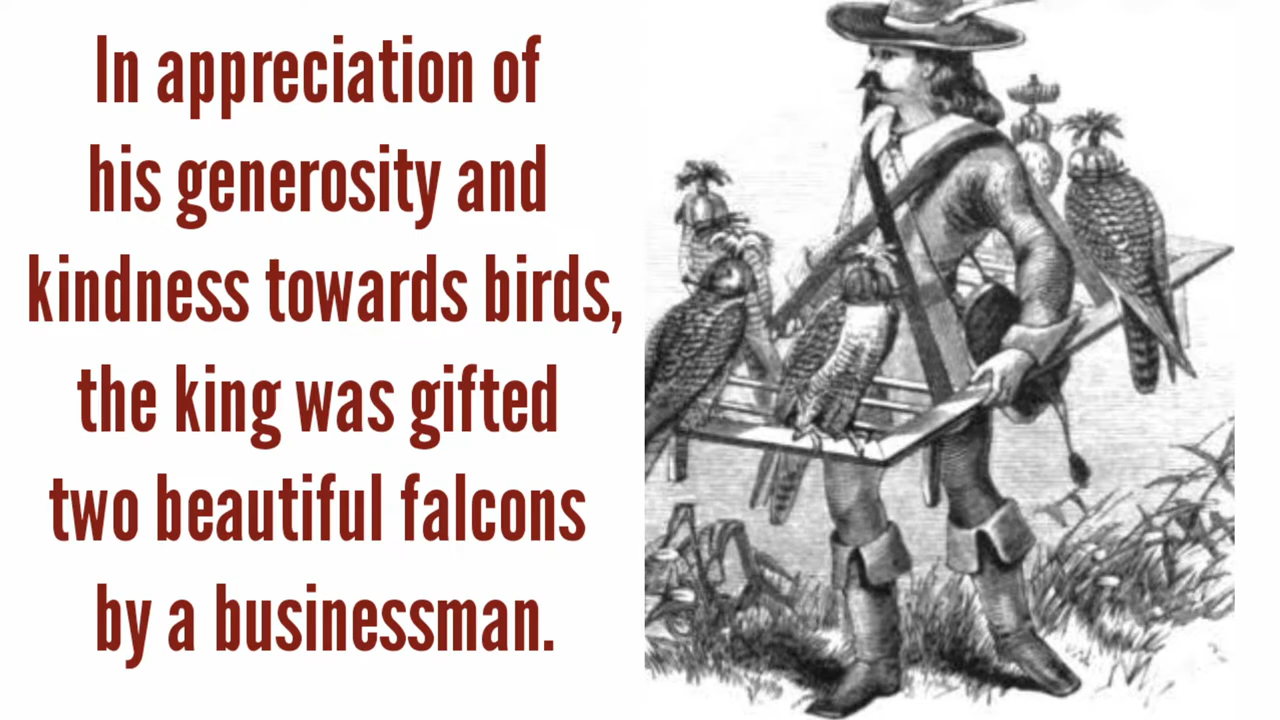 In appreciation of
his generosity and
kindness towards birds,
the king was gifted
two beautiful falcons
by a businessman.